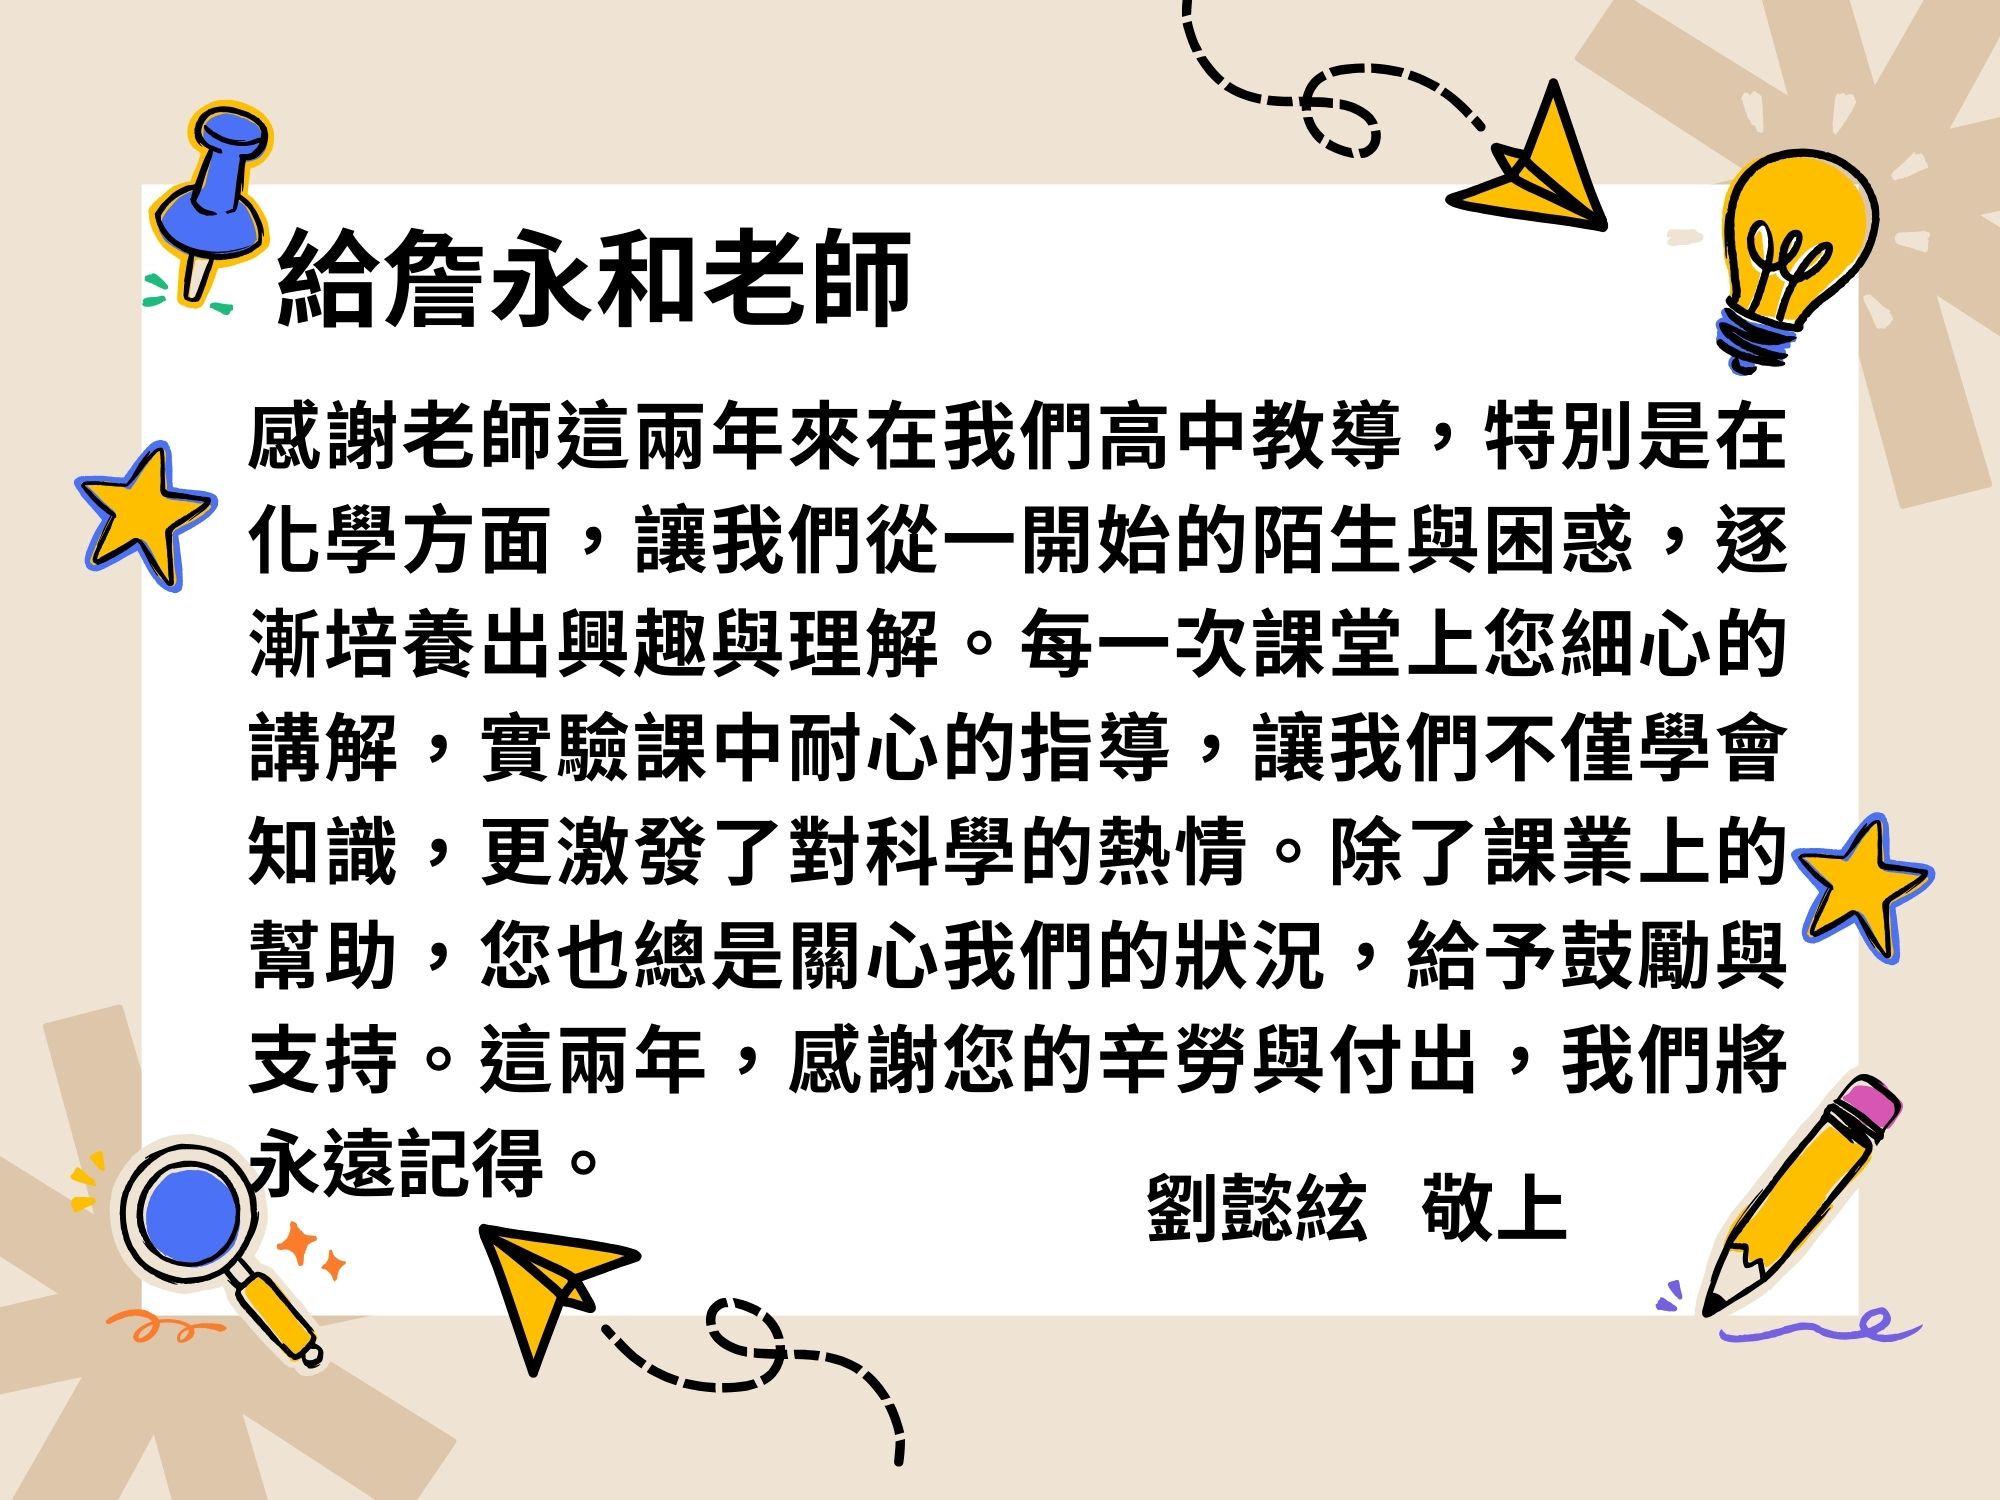 給詹永和老師
感謝老師這兩年來在我們高中教導，特別是在
化學方面，讓我們從一開始的陌生與困惑，逐
漸培養出興趣與理解。每一次課堂上您細心的
講解，實驗課中耐心的指導，讓我們不僅學會
知識，更激發了對科學的熱情。除了課業上的
幫助，您也總是關心我們的狀況，給予鼓勵與
支持。這兩年，感謝您的辛勞與付出，我們將
永遠記得。
劉懿絃 敬上